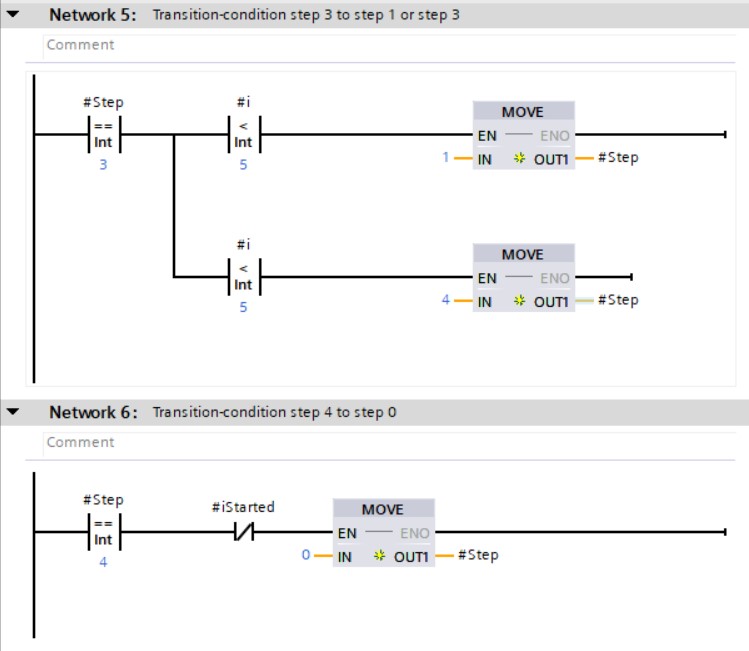 Network 5: Transition-condition step 3 to step 1 or step 3
Comment
#Step #i
MOVE
== < EN ENO
Int Int
3 5 1 IN OUT1 #Step
#i
MOVE
< EN ENO
Int
5 4 IN OUT1 #Step
Network 6: Transition-condition step 4 to step 0
Comment
#Step #iStarted
MOVE
== EN ENO
Int
4 0 IN OUT1 #Step